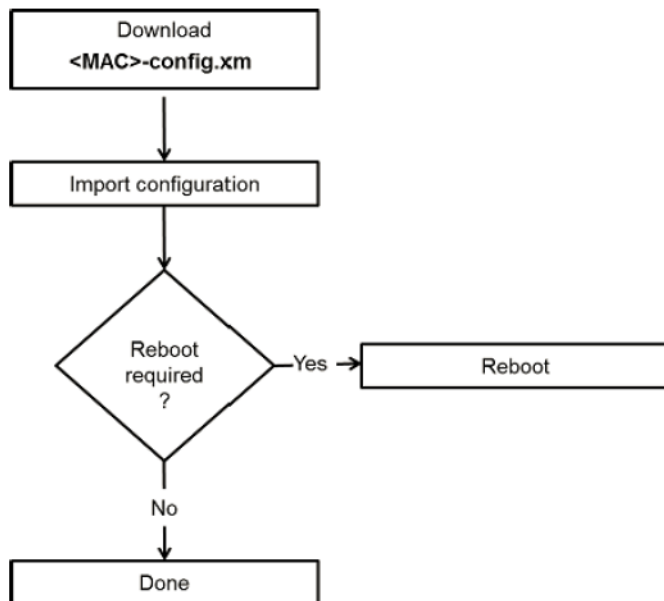 Download
<MAC>-config.xm
Import configuration
Reboot
required
?
Yes
Reboot
No
Done